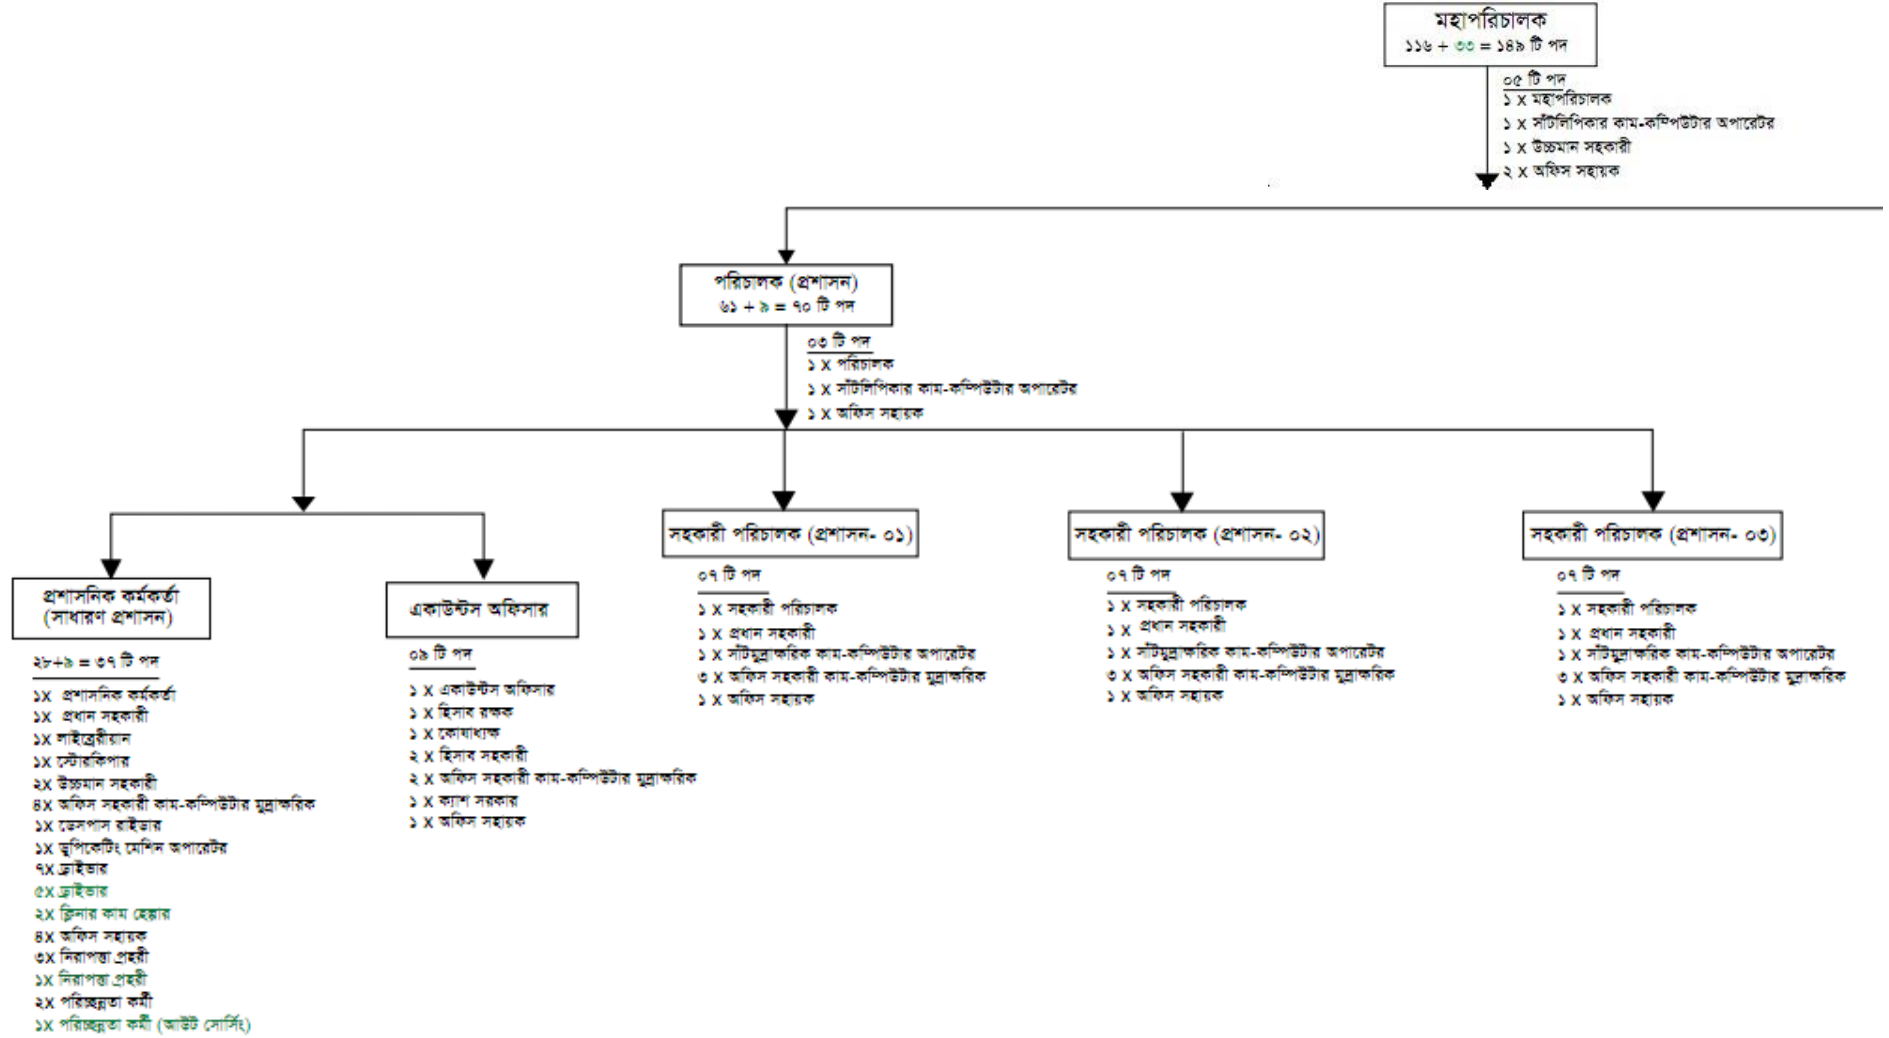 মহাপরিচালক
১১৬ + ৩৩ = ১৪৯ টি পদ
০৫ টি পদ
১ X মহাপরিচালক
১ X সাঁটলিপিকার কাম-কম্পিউটার অপারেটর
১ X উচ্চমান সহকারী
২ X অফিস সহায়ক
পরিচালক (প্রশাসন)
৬১ + ৯ = ৭০ টি পদ
০৩ টি পদ
১ X পরিচালক
১ X সাঁটলিপিকার কাম-কম্পিউটার অপারেটর
১ X অফিস সহায়ক
প্রশাসনিক কর্মকর্তা
(সাধারণ প্রশাসন)
২৮+৯ = ৩৭ টি পদ
১X প্রশাসনিক কর্মকর্তা
১X প্রধান সহকারী
১X লাইব্রেরীয়ান
১X স্টোরকিপার
২X উচ্চমান সহকারী
৪X অফিস সহকারী কাম-কম্পিউটার মুদ্রাক্ষরিক
১X ডেসপাস রাইডার
১X ডুপিকেটিং মেশিন অপারেটর
৭X ড্রাইভার
৫X ড্রাইভার
২X ক্লিনার কাম হেল্পার
৪X অফিস সহায়ক
৩X নিরাপত্তা প্রহরী
১X নিরাপত্তা প্রহরী
২X পরিচ্ছন্নতা কর্মী
১X পরিচ্ছন্নতা কর্মী (আউট সোর্সিং)
একাউন্টস অফিসার
০৯ টি পদ
১ X একাউন্টস অফিসার
১ X হিসাব রক্ষক
১ X কোষাধ্যক্ষ
২ X হিসাব সহকারী
২ X অফিস সহকারী কাম-কম্পিউটার মুদ্রাক্ষরিক
১ X ক্যাশ সরকার
১ X অফিস সহায়ক
সহকারী পরিচালক (প্রশাসন- ০১)
০৭ টি পদ
১ X সহকারী পরিচালক
১ X প্রধান সহকারী
১ X সাঁটমুদ্রাক্ষরিক কাম-কম্পিউটার অপারেটর
৩ X অফিস সহকারী কাম-কম্পিউটার মুদ্রাক্ষরিক
১ X অফিস সহায়ক
সহকারী পরিচালক (প্রশাসন- ০২)
০৭ টি পদ
১ X সহকারী পরিচালক
১ X প্রধান সহকারী
১ X সাঁটমুদ্রাক্ষরিক কাম-কম্পিউটার অপারেটর
৩ X অফিস সহকারী কাম-কম্পিউটার মুদ্রাক্ষরিক
১ X অফিস সহায়ক
সহকারী পরিচালক (প্রশাসন- ০৩)
০৭ টি পদ
১ X সহকারী পরিচালক
১ X প্রধান সহকারী
১ X সাঁটমুদ্রাক্ষরিক কাম-কম্পিউটার অপারেটর
৩ X অফিস সহকারী কাম-কম্পিউটার মুদ্রাক্ষরিক
১ X অফিস সহায়ক